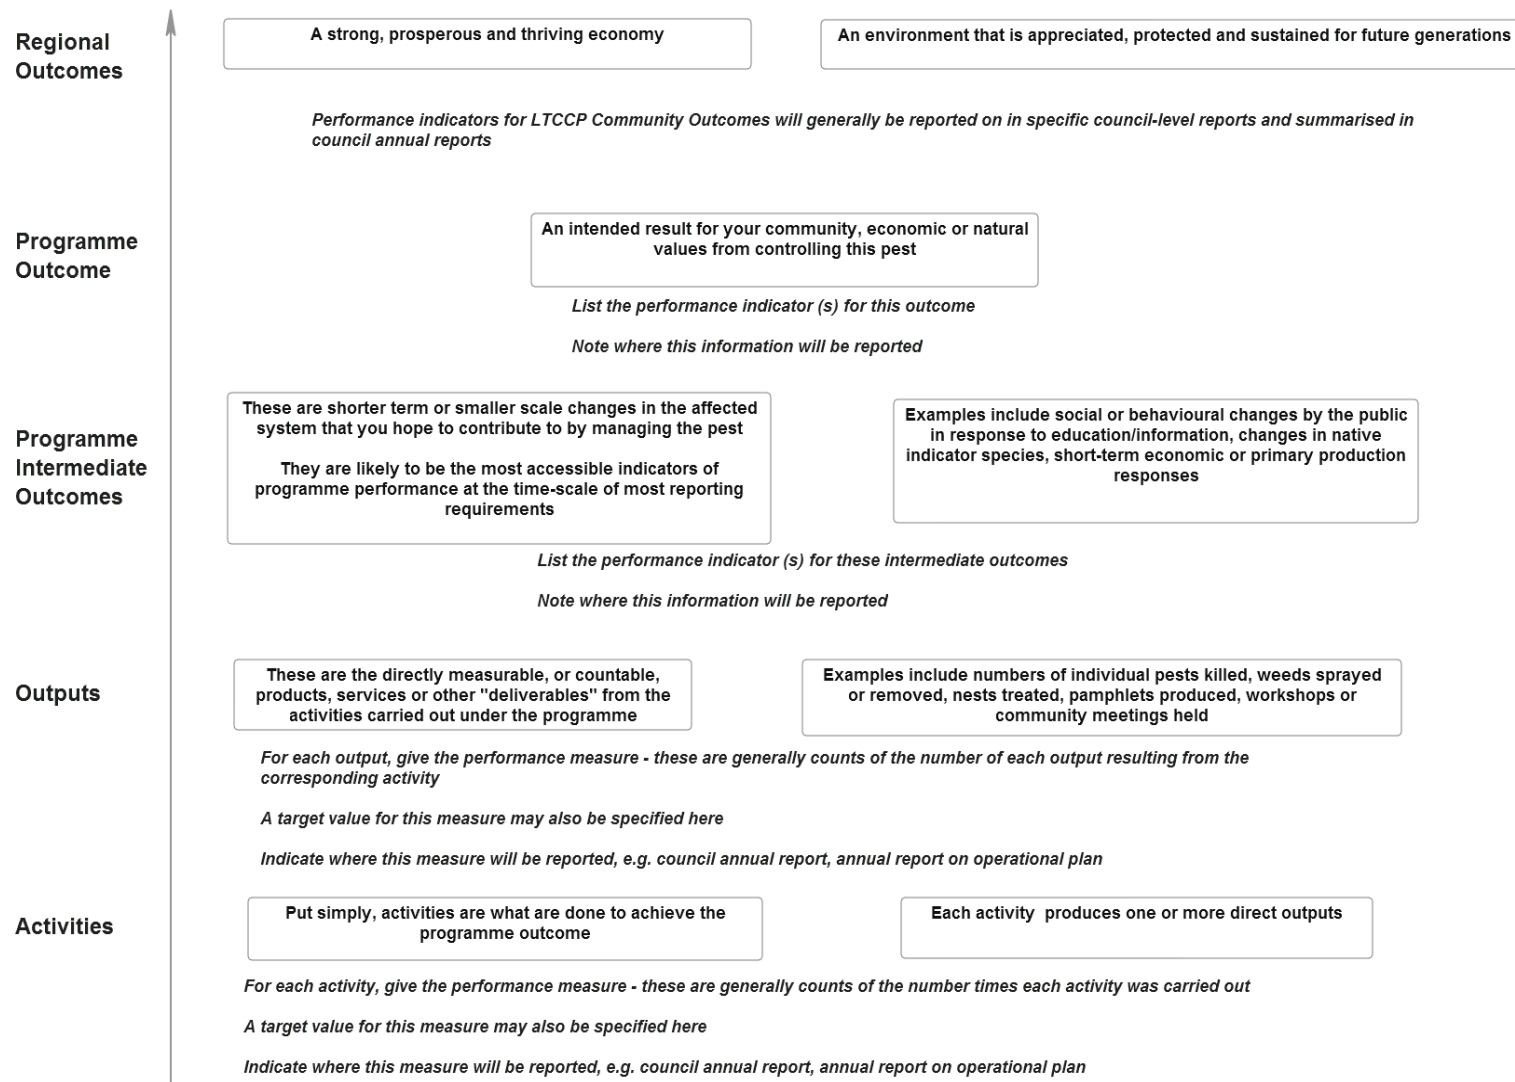 Regional
Outcomes
A strong, prosperous and thriving economy
An environment that is appreciated, protected and sustained for future generations
Performance indicators for LTCCP Community Outcomes will generally be reported on in specific council-level reports and summarised in
council annual reports
Programme
Outcome
An intended result for your community, economic or natural
values from controlling this pest
List the performance indicator (s) for this outcome
Note where this information will be reported
Programme
Intermediate
Outcomes
These are shorter term or smaller scale changes in the affected
system that you hope to contribute to by managing the pest
They are likely to be the most accessible indicators of
programme performance at the time-scale of most reporting
requirements
Examples include social or behavioural changes by the public
in response to education/information, changes in native
indicator species, short-term economic or primary production
responses
List the performance indicator (s) for these intermediate outcomes
Note where this information will be reported
Outputs
These are the directly measurable, or countable,
products, services or other "deliverables" from the
activities carried out under the programme
Examples include numbers of individual pests killed, weeds sprayed
or removed, nests treated, pamphlets produced, workshops or
community meetings held
For each output, give the performance measure - these are generally counts of the number of each output resulting from the
corresponding activity
A target value for this measure may also be specified here
Indicate where this measure will be reported, e.g. council annual report, annual report on operational plan
Activities
Put simply, activities are what are done to achieve the
programme outcome
Each activity  produces one or more direct outputs
For each activity, give the performance measure - these are generally counts of the number times each activity was carried out
A target value for this measure may also be specified here
Indicate where this measure will be reported, e.g. council annual report, annual report on operational plan